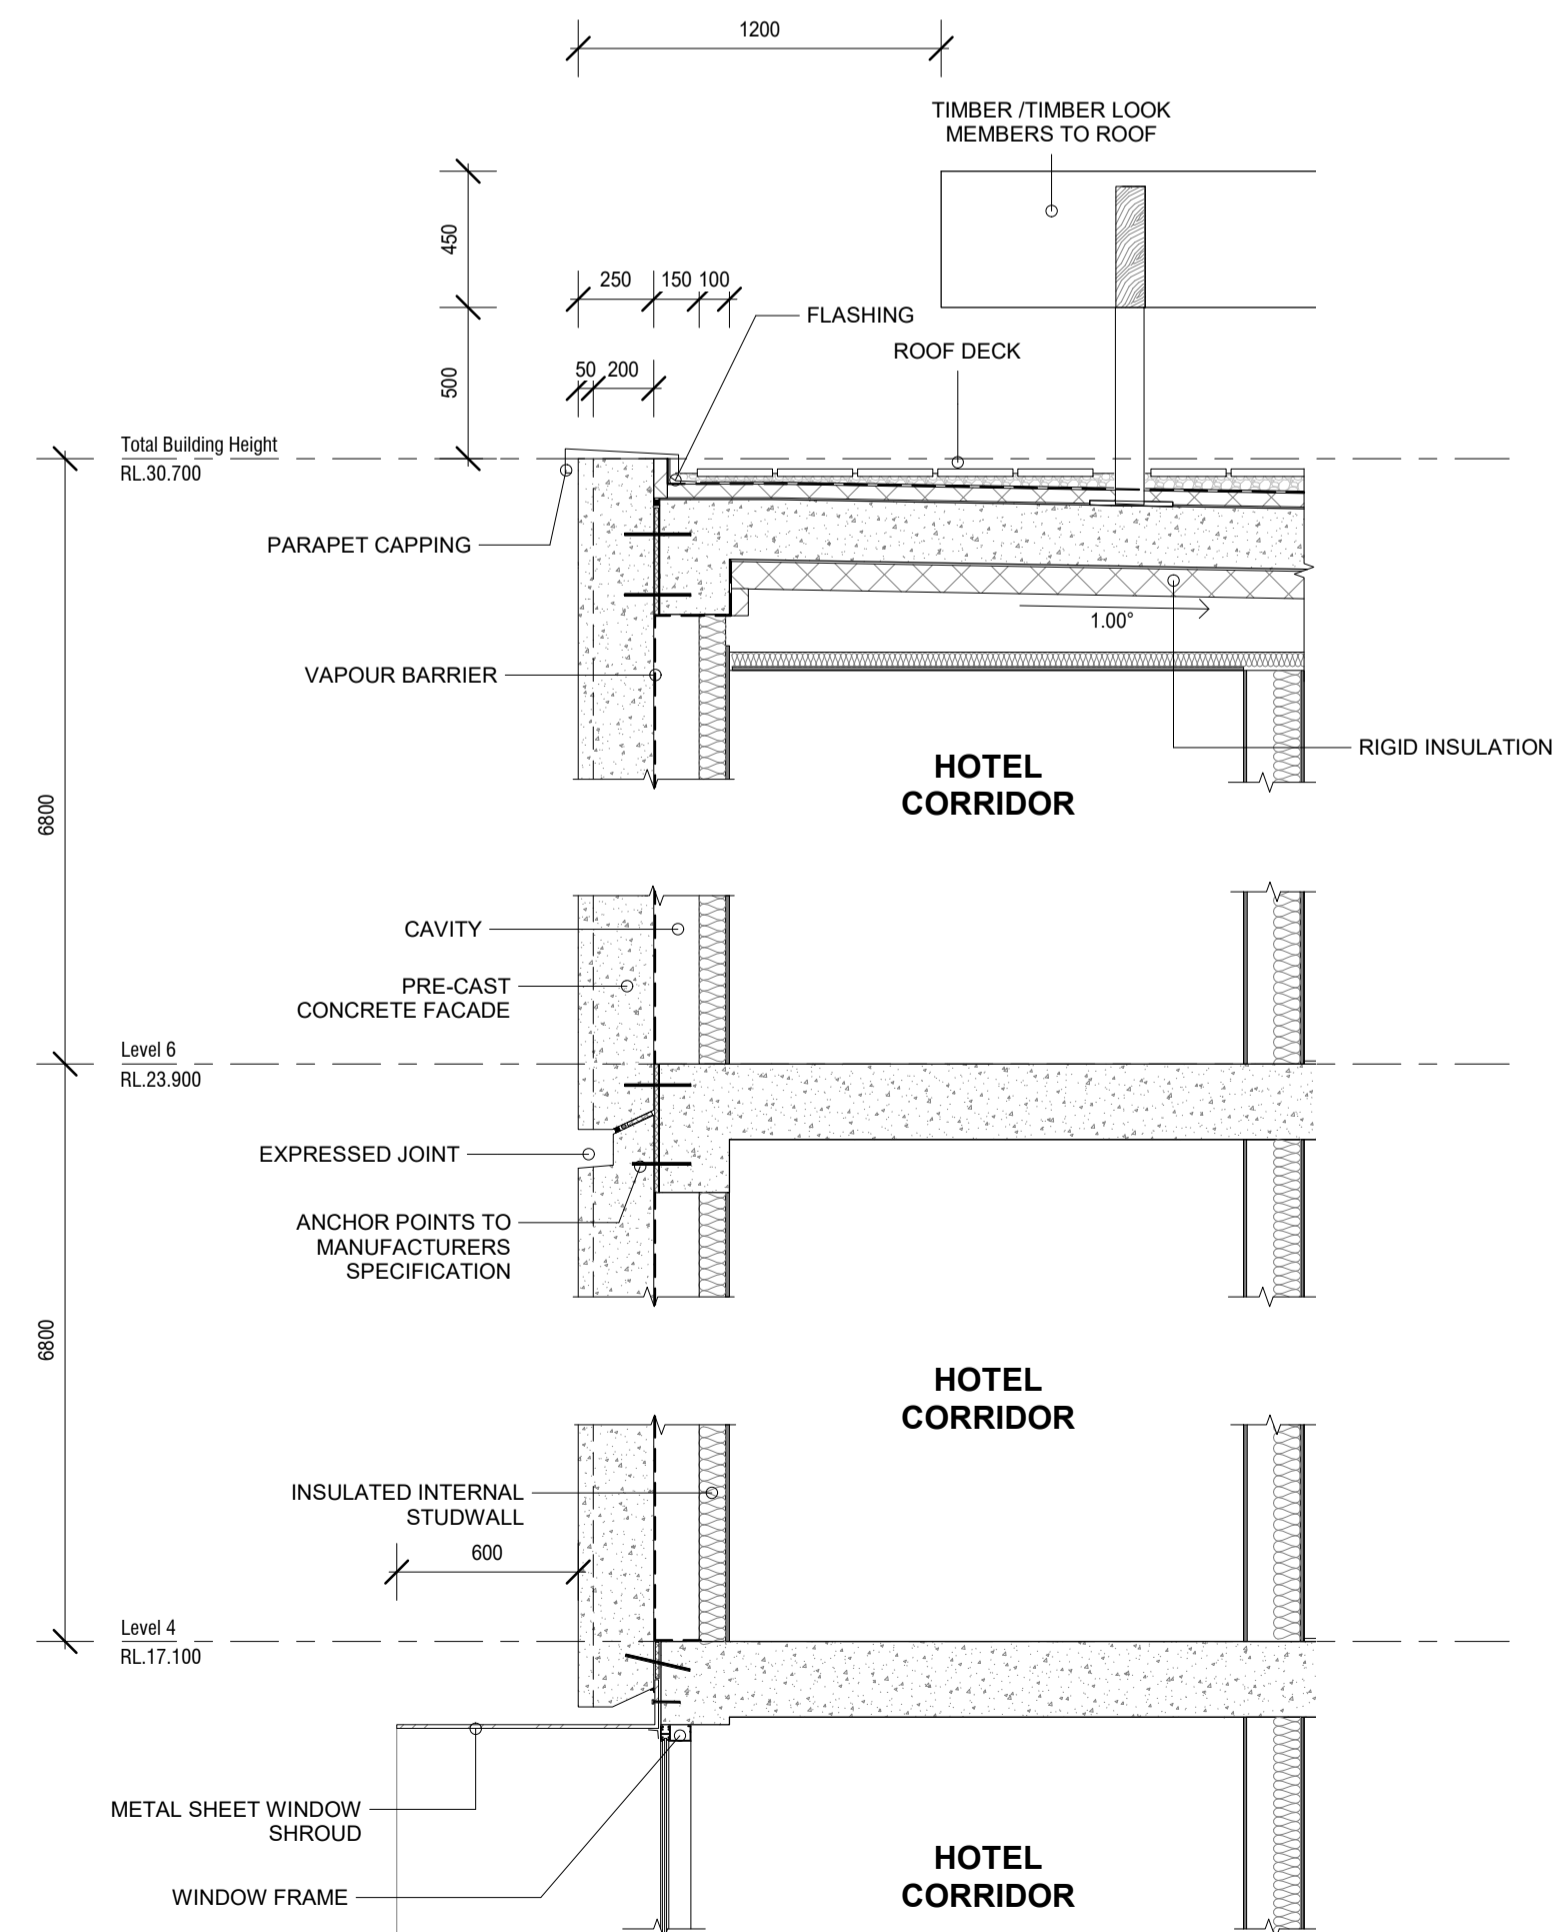 1200
TIMBER /TIMBER LOOK
MEMBERS TO ROOF
450
250 150 100
FLASHING
ROOF DECK
500
50 200
Total Building Height
RL.30.700
PARAPET CAPPING
1.00°
VAPOUR BARRIER
RIGID INSULATION
HOTEL
CORRIDOR
6800
CAVITY
PRE-CAST
CONCRETE FACADE
Level 6
RL.23.900
EXPRESSED JOINT
ANCHOR POINTS TO
MANUFACTURERS
SPECIFICATION
6800
HOTEL
CORRIDOR
INSULATED INTERNAL
STUDWALL
600
Level 4
RL.17.100
METAL SHEET WINDOW
SHROUD
HOTEL
CORRIDOR
WINDOW FRAME